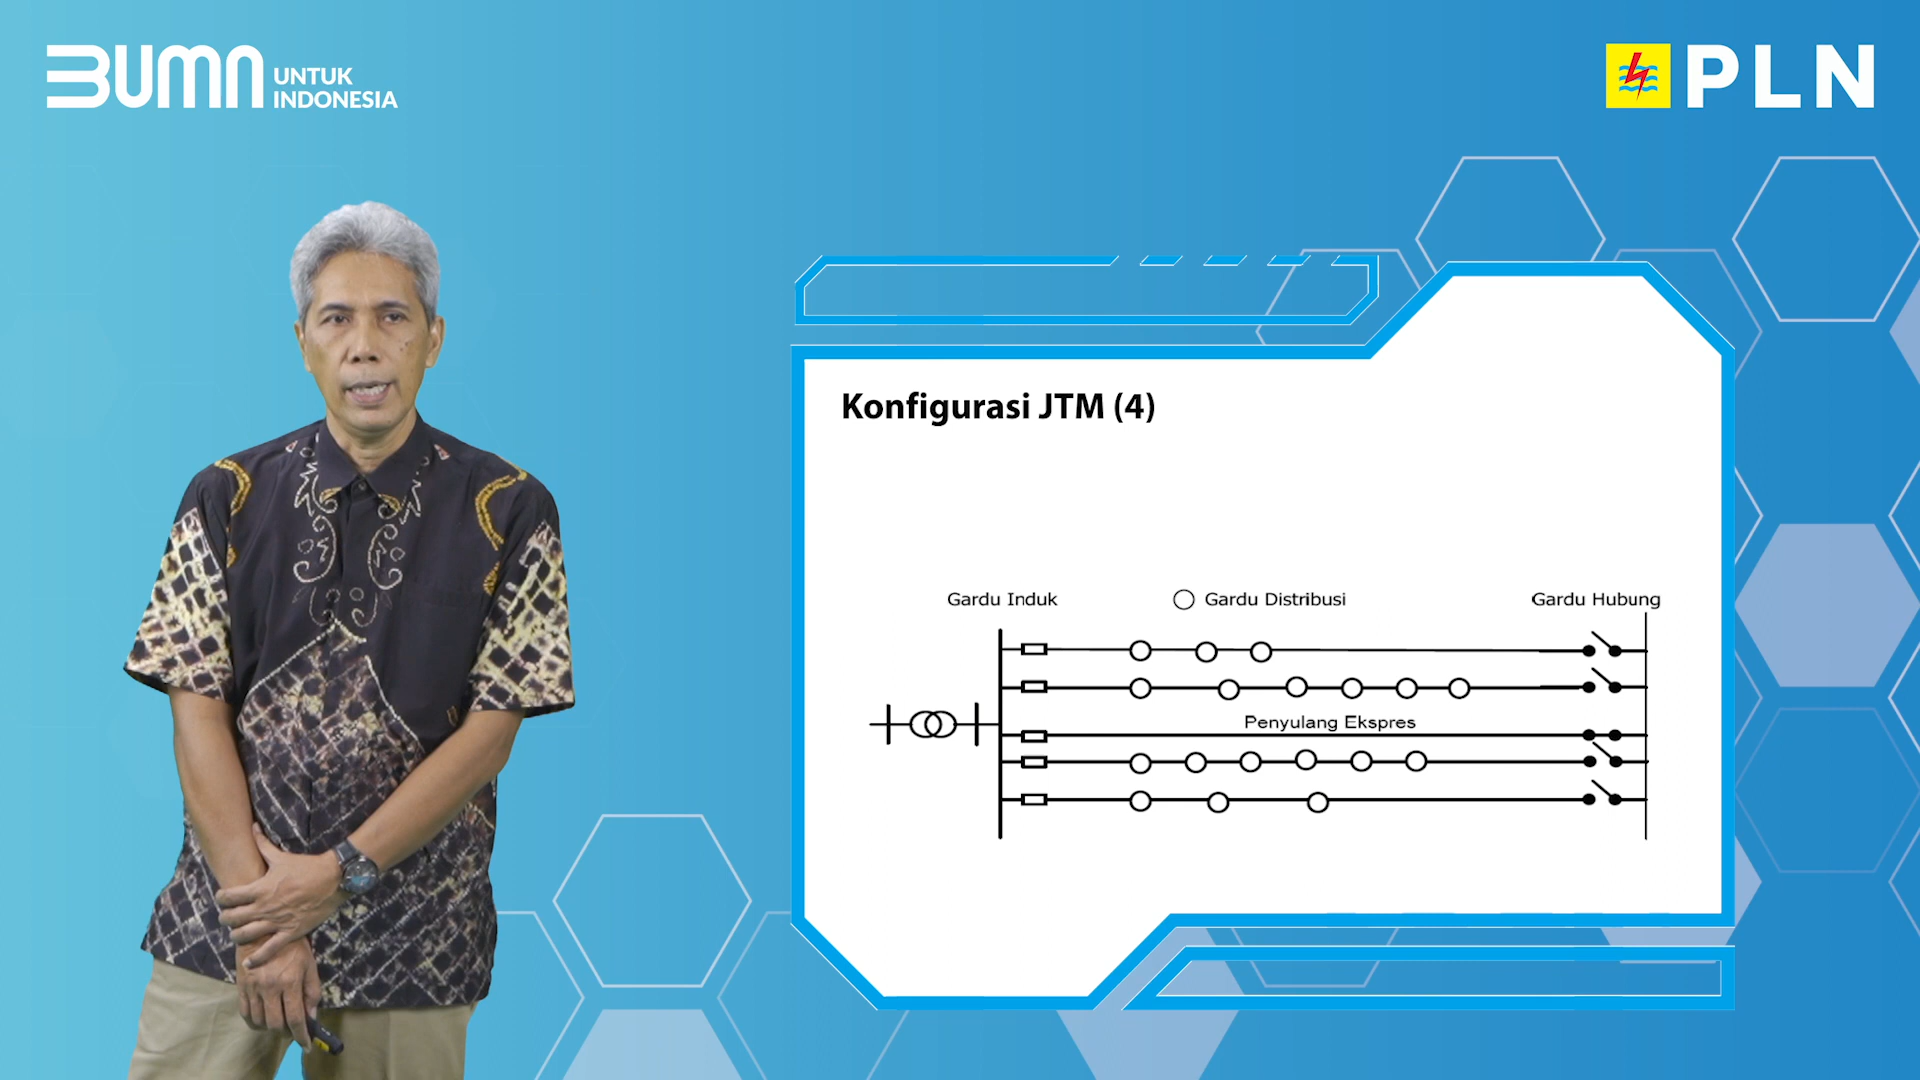 BUMN UNTUK
INDONESIA
PLN
Konfigurasi JTM (4)
Gardu Induk
Gardu Distribusi
Gardu Hubung
Penyulang Ekspres